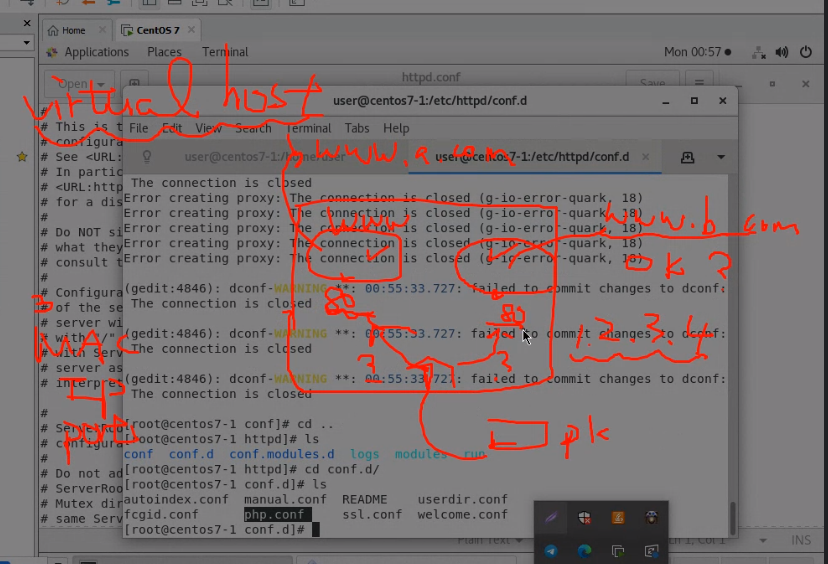 Home
CentOS 7
Applications Places Terminal
Mon 00:57
Open
httpd.conf
Save
virtual host
user@centos7-1:/etc/httpd/conf.d
File Edit View Search Terminal Tabs Help
www.a.com
user@centos7-1:/home/user
user@centos7-1:/etc/httpd/conf.d
#
# This is t
# configura
# See <URL:
# In partic
# <URL:http
# for a dis
#
# Do NOT si
# what they
# consult t
#
# Configura
# of the se
# server wi
# with "/"
# with Serv
# server as
# interpres
#
# ServerRoo
# configura
#
# Do not ad
# ServerRoo
# Mutex dir
# same Serv
The connection is closed
Error creating proxy: The connection is closed (g-io-error-quark, 18)
Error creating proxy: The connection is closed (g-io-error-quark, 18)
Error creating proxy: The connection is closed (g-io-error-quark, 18)
Error creating proxy: The connection is closed (g-io-error-quark, 18)
Error creating proxy: The connection is closed (g-io-error-quark, 18)
www
www.b.com
OK ?
(gedit:4846): dconf-WARNING **: 00:55:33.727: failed to commit changes to dconf:
The connection is closed
(gedit:4846): dconf-WARNING **: 00:55:33.727: failed to commit changes to dconf:
The connection is closed
(gedit:4846): dconf-WARNING **: 00:55:33.727: failed to commit changes to dconf:
The connection is closed
80
80
1.2.3.4
3
MAC
IPs
ports
pk
[root@centos7-1 conf]# cd ..
[root@centos7-1 httpd]# ls
conf conf.d conf.modules.d logs modules run
[root@centos7-1 httpd]# cd conf.d/
[root@centos7-1 conf.d]# ls
autoindex.conf manual.conf README userdir.conf
fcgid.conf php.conf ssl.conf welcome.conf
[root@centos7-1 conf.d]#
Plain Text
Ln 1, Col 1
INS